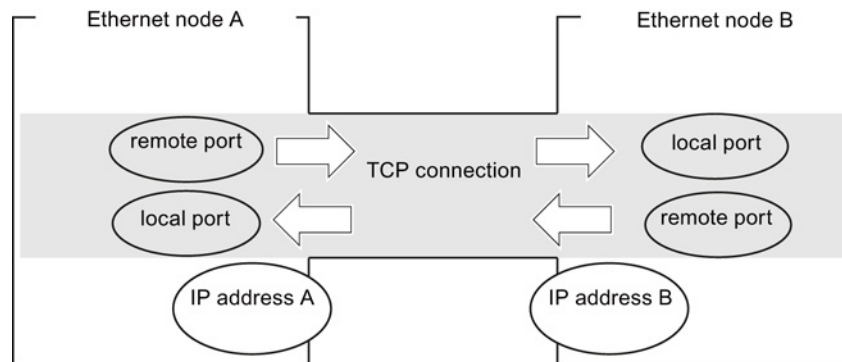 Ethernet node A
Ethernet node B
remote port
local port
TCP connection
local port
remote port
IP address A
IP address B